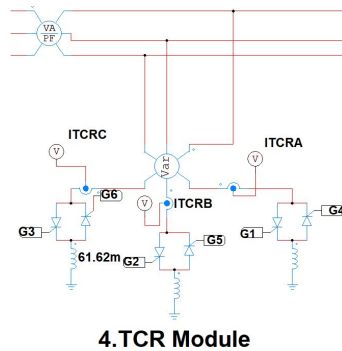 VA
PF
ITCRC
ITCRA
V
Var
V
G6
V
ITCRB
G4
G3
G1
G5
G2
61.62m
4.TCR Module